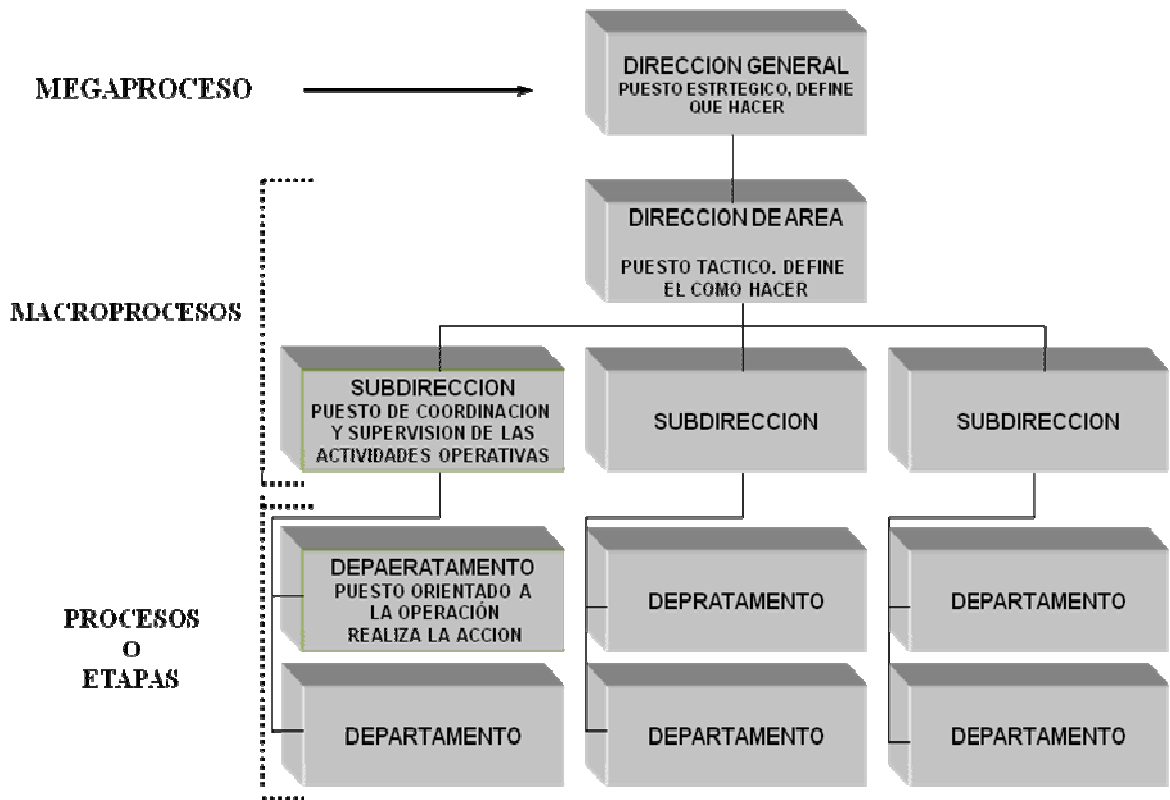 MEGAPROCESO
DIRECCION GENERAL
PUESTO ESTRTEGICO, DEFINE
QUE HACER
MACROPROCESOS
DIRECCION DE AREA
PUESTO TACTICO. DEFINE
EL COMO HACER
SUBDIRECCION
PUESTO DE COORDINACION
Y SUPERVISION DE LAS
ACTIVIDADES OPERATIVAS
SUBDIRECCION
SUBDIRECCION
PROCESOS
O
ETAPAS
DEPAERATAMENTO
PUESTO ORIENTADO A
LA OPERACIÓN
REALIZA LA ACCION
DEPRATAMENTO
DEPARTAMENTO
DEPARTAMENTO
DEPARTAMENTO
DEPARTAMENTO